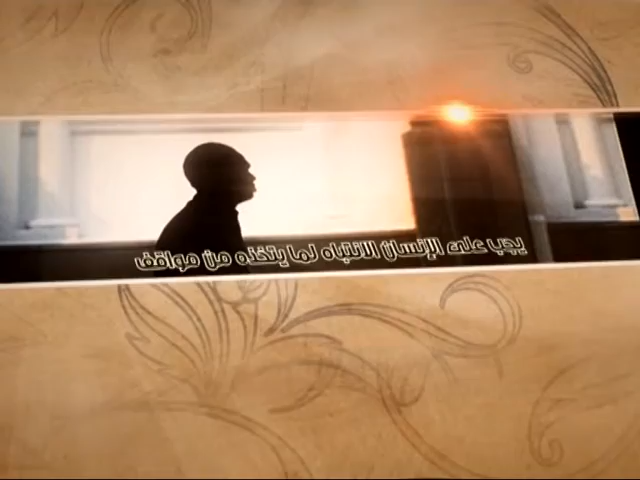 يجب على الإنسان الانتباه لما يتخذه من مواقف